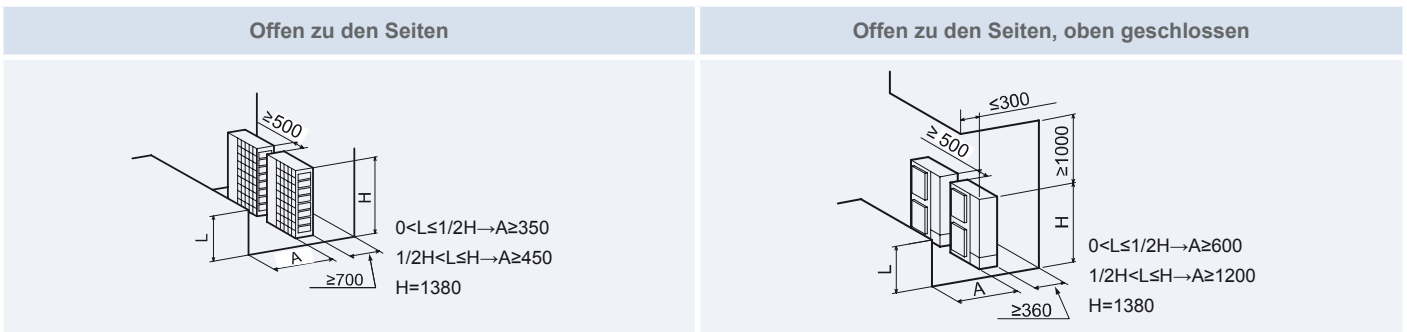 Offen zu den Seiten
≥500
H
L
A
≥700
0<L≤1/2H→A≥350
1/2H<L≤H→A≥450
H=1380
Offen zu den Seiten, oben geschlossen
≤300
≥ 500
≥1000
H
L
A
≥360
0<L≤1/2H→A≥600
1/2H<L≤H→A≥1200
H=1380